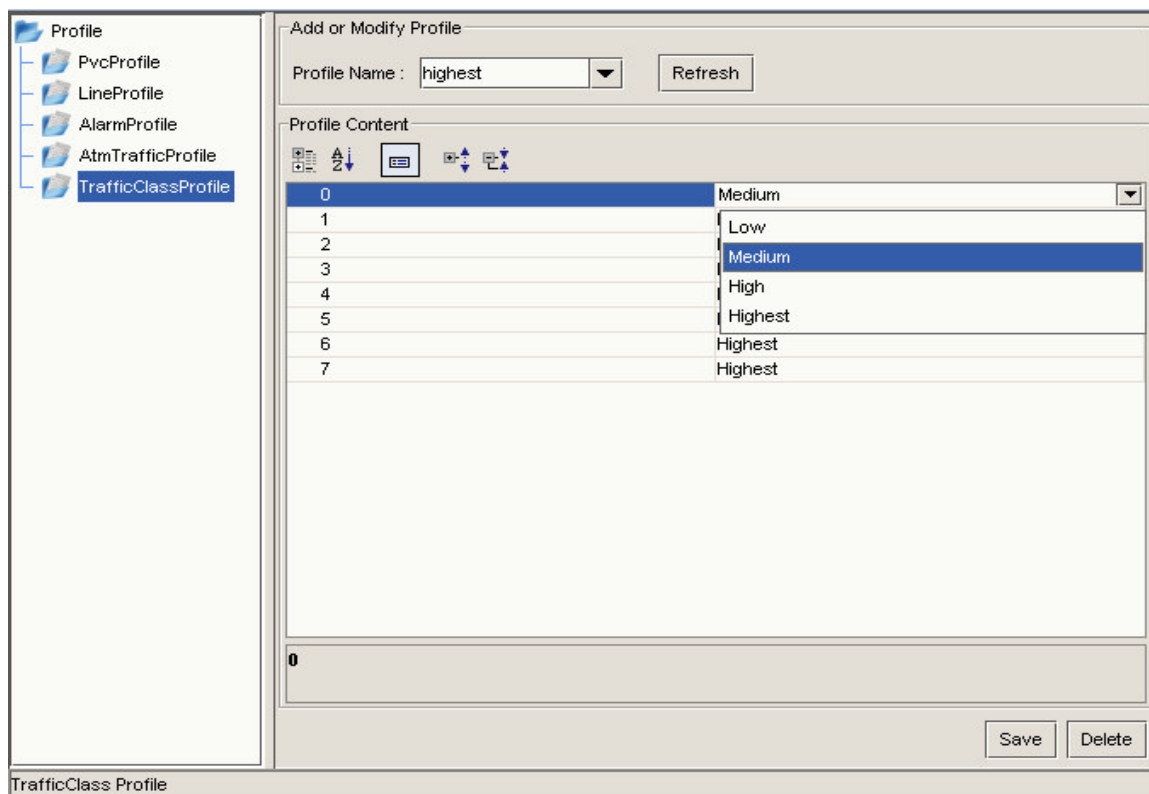 Profile
PvcProfile
LineProfile
AlarmProfile
AtmTrafficProfile
TrafficClassProfile
Add or Modify Profile
Profile Name : highest
Refresh
Profile Content
0 Medium
1
2
3
4
5
Low
Medium
High
Highest
6 Highest
7 Highest
0
Save Delete
TrafficClass Profile